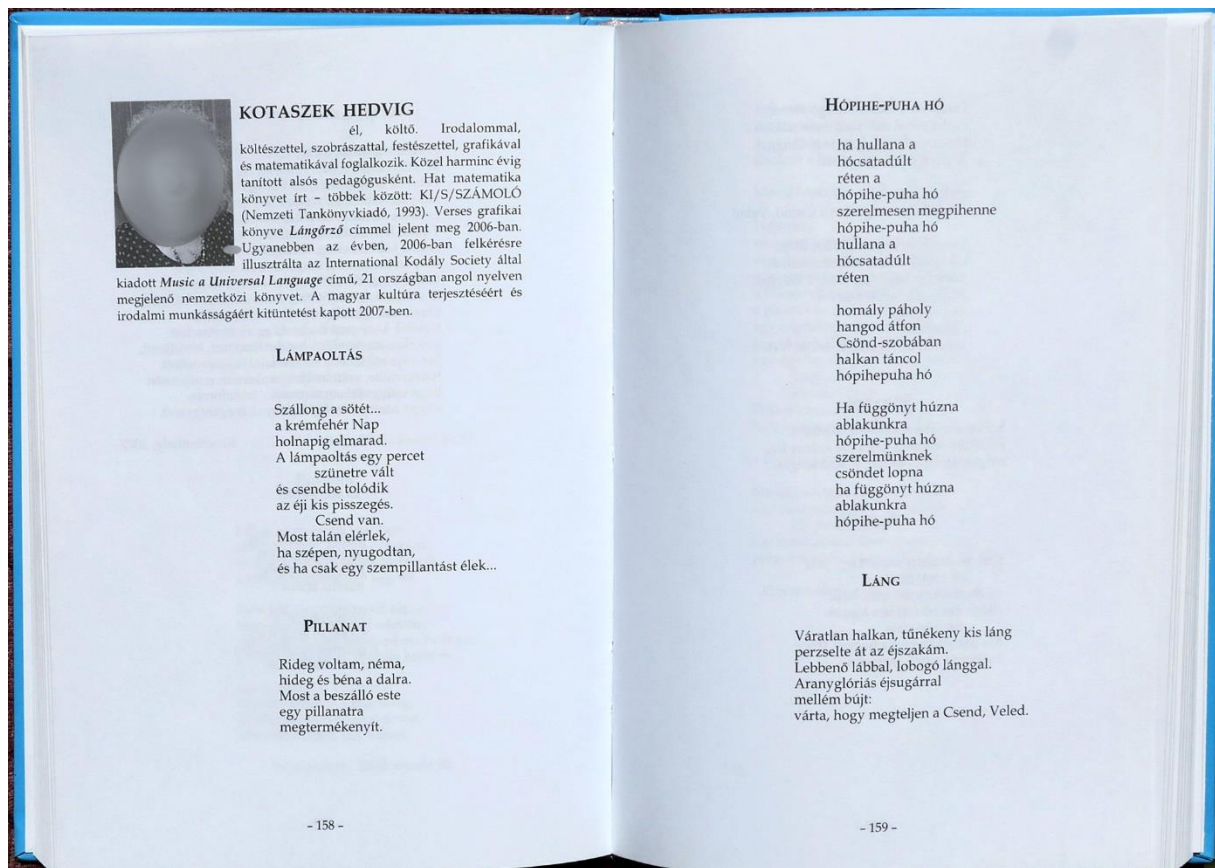 KOTASZEK HEDVIG
él, költő. Irodalommal,
költészettel, szobrászattal, festészettel, grafikával
és matematikával foglalkozik. Közel harminc évig
tanított alsós pedagógusként. Hat matematika
könyvet írt – többek között: KI/S/SZÁMOLÓ
(Nemzeti Tankönyvkiadó, 1993). Verses grafikai
könyve Lángőrző címmel jelent meg 2006-ban.
Ugyanebben az évben, 2006-ban felkérésre
illusztrálta az International Kodály Society által
kiadott Music a Universal Language című, 21 országban angol nyelven
megjelenő nemzetközi könyvet. A magyar kultúra terjesztéséért és
irodalmi munkásságáért kitüntetést kapott 2007-ben.
LÁMPAOLTÁS
Szállong a sötét...
a krémfehér Nap
holnapig elmarad.
A lámpaoltás egy percet
szünetre vált
és csendbe tolódik
az éji kis pisszegés.
Csend van.
Most talán elérlek,
ha szépen, nyugodtan,
és ha csak egy szempillantást élek...
PILLANAT
Rideg voltam, néma,
hideg és béna a dalra.
Most a beszálló este
egy pillanatra
megtermékenyít.
– 158 –
HÓPIHE-PUHA HÓ
ha hullana a
hócsatadúlt
réten a
hópihe-puha hó
szerelmesen megpihenne
hópihe-puha hó
hullana a
hócsatadúlt
réten
homály páholy
hangod átfon
Csönd-szobában
halkan táncol
hópihepuha hó
Ha függönyt húzna
ablakunkra
hópihe-puha hó
szerelmünknek
csöndet lopna
ha függönyt húzna
ablakunkra
hópihe-puha hó
LÁNG
Váratlan halkan, tűnékeny kis láng
perzselte át az éjszakám.
Lebbenő lábbal, lobogó lánggal.
Aranyglóriás éjsugárral
mellém bújt:
várta, hogy megteljen a Csend, Veled.
– 159 –